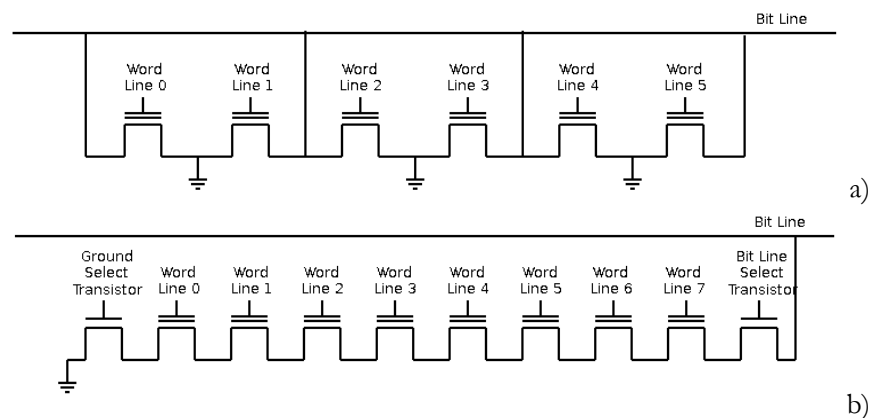 Bit Line
Word
Line 0
Word
Line 1
Word
Line 2
Word
Line 3
Word
Line 4
Word
Line 5
a)
Bit Line
Ground
Select
Transistor
Word
Line 0
Word
Line 1
Word
Line 2
Word
Line 3
Word
Line 4
Word
Line 5
Word
Line 6
Word
Line 7
Bit Line
Select
Transistor
b)